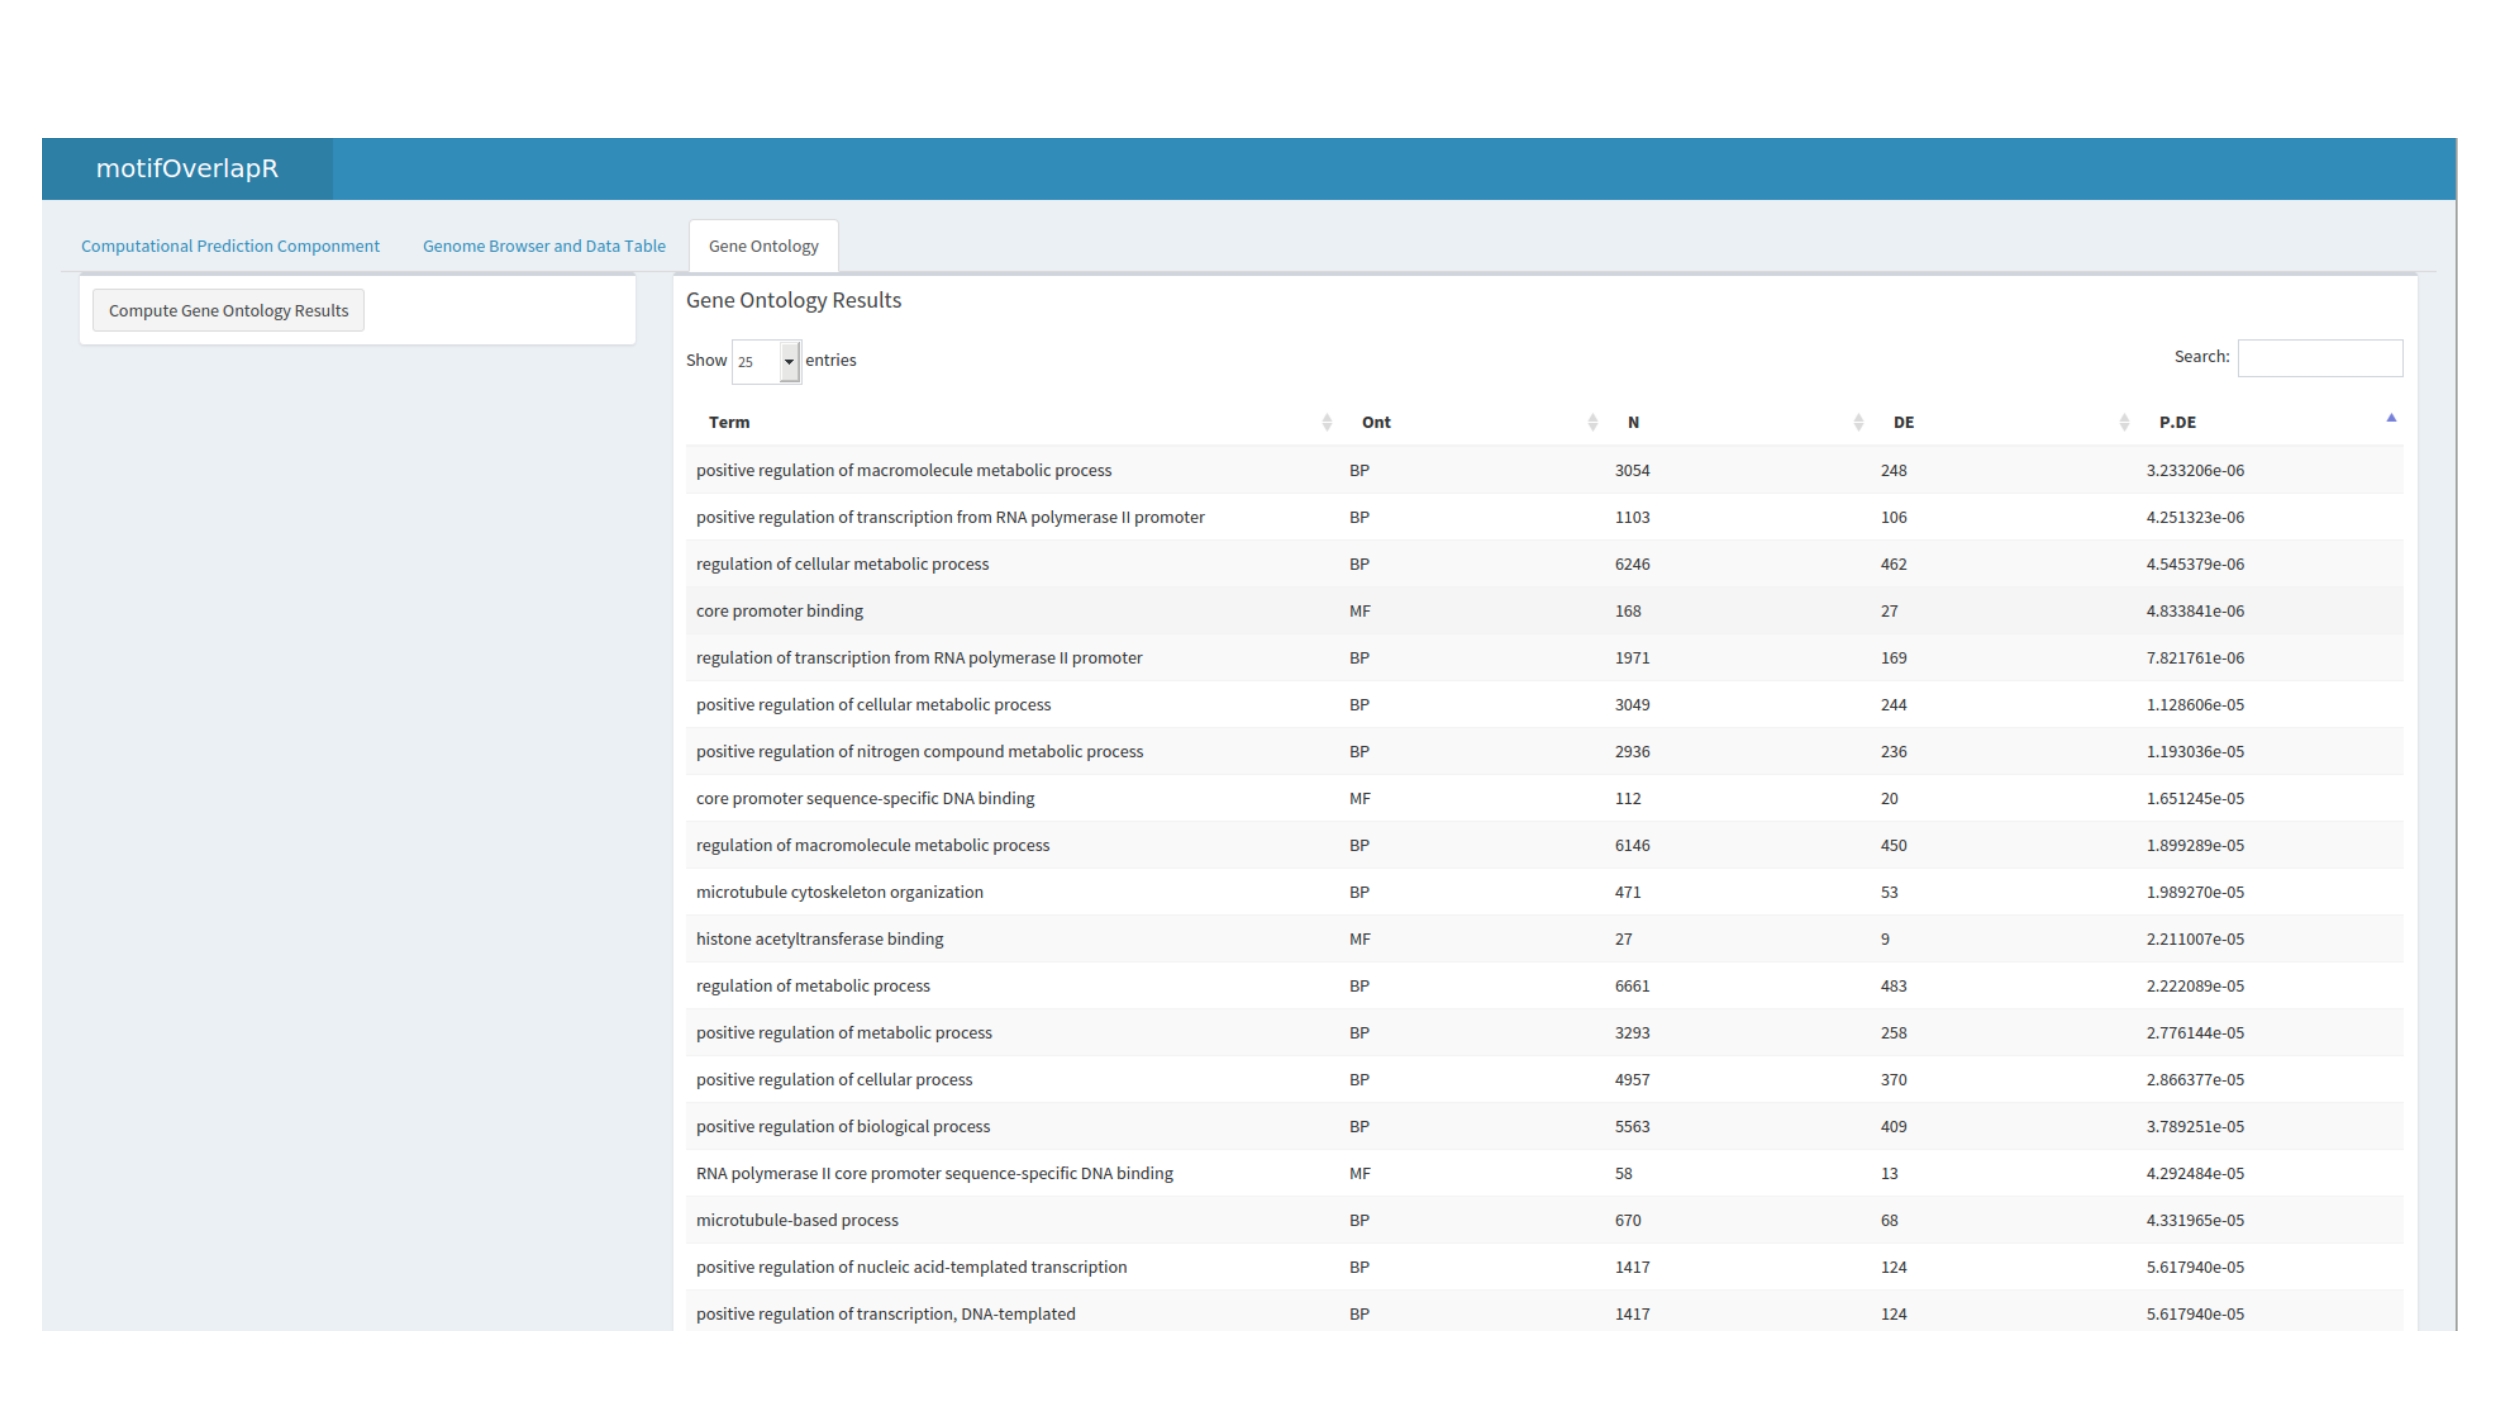 motifOverlapR
Computational Prediction Componment Genome Browser and Data Table Gene Ontology
Compute Gene Ontology Results
Gene Ontology Results
Show 25 entries Search:
Term Ont N DE P.DE
positive regulation of macromolecule metabolic process BP 3054 248 3.233206e-06
positive regulation of transcription from RNA polymerase II promoter BP 1103 106 4.251323e-06
regulation of cellular metabolic process BP 6246 462 4.545379e-06
core promoter binding MF 168 27 4.833841e-06
regulation of transcription from RNA polymerase II promoter BP 1971 169 7.821761e-06
positive regulation of cellular metabolic process BP 3049 244 1.128606e-05
positive regulation of nitrogen compound metabolic process BP 2936 236 1.193036e-05
core promoter sequence-specific DNA binding MF 112 20 1.651245e-05
regulation of macromolecule metabolic process BP 6146 450 1.899289e-05
microtubule cytoskeleton organization BP 471 53 1.989270e-05
histone acetyltransferase binding MF 27 9 2.211007e-05
regulation of metabolic process BP 6661 483 2.222089e-05
positive regulation of metabolic process BP 3293 258 2.776144e-05
positive regulation of cellular process BP 4957 370 2.866377e-05
positive regulation of biological process BP 5563 409 3.789251e-05
RNA polymerase II core promoter sequence-specific DNA binding MF 58 13 4.292484e-05
microtubule-based process BP 670 68 4.331965e-05
positive regulation of nucleic acid-templated transcription BP 1417 124 5.617940e-05
positive regulation of transcription, DNA-templated BP 1417 124 5.617940e-05